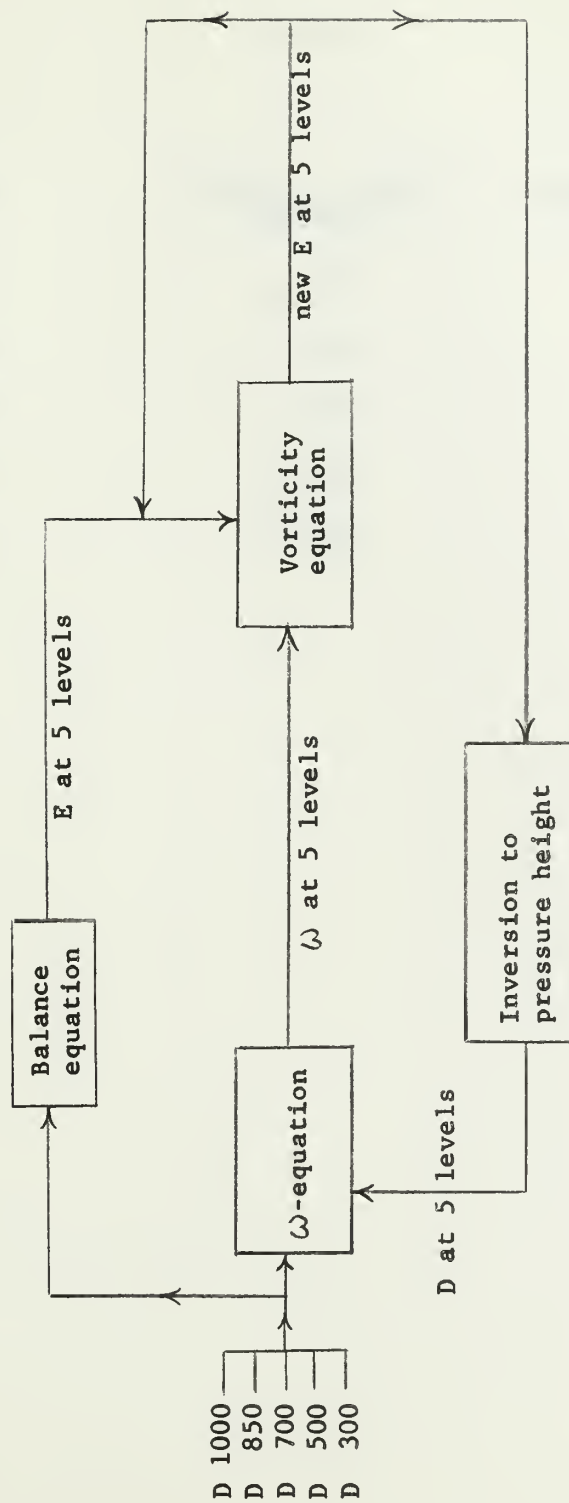 D 1000
D 850
D 700
D 500
D 300
Balance
equation
E at 5 levels
ω-equation
ω at 5 levels
Vorticity
equation
new E at 5 levels
D at 5 levels
Inversion to
pressure height